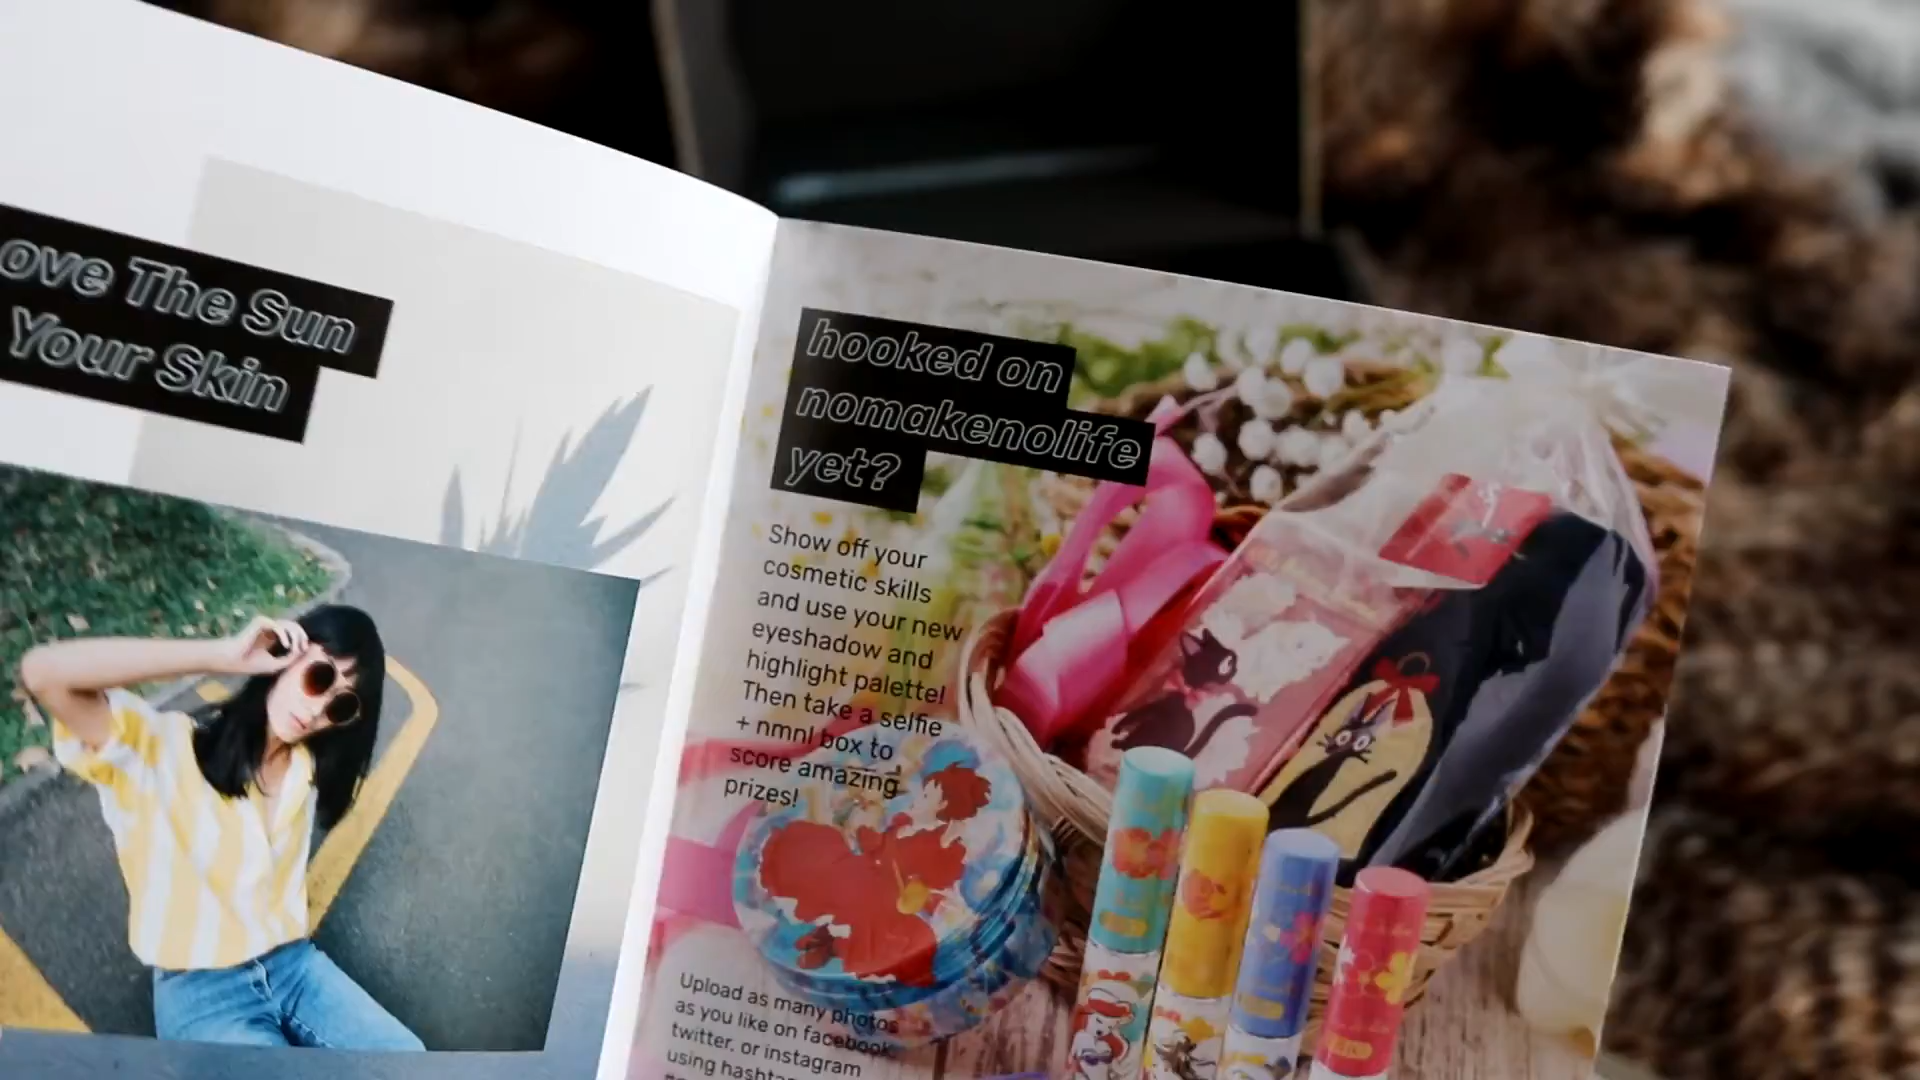 ove The Sun
Your Skin
hooked on
nomakenolife
yet?
Show off your
cosmetic skills
and use your new
eyeshadow and
highlight palette!
Then take a selfie
+ nmnl box to
score amazing
prizes!
Upload as many photos
as you like on facebook,
twitter, or instagram
using